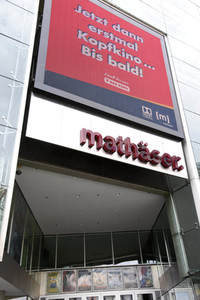 Jetzt dann
erstmal
Kopfkino ...
Bis bald!
[m]
mathäser.